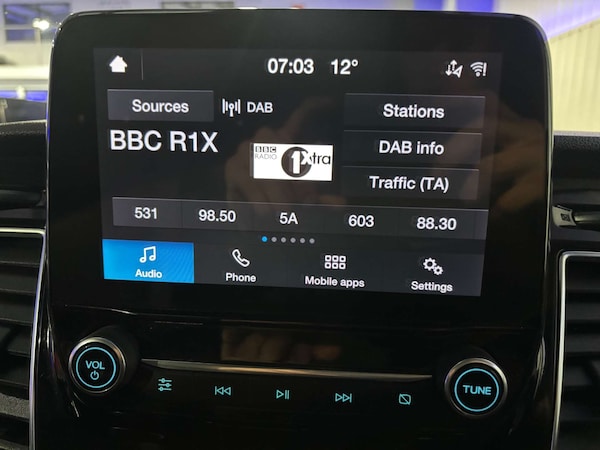 07:03 12°
Sources DAB Stations
BBC R1X
BBC
RADIO
1Xtra
DAB info
Traffic (TA)
531 98.50 5A 603 88.30
Audio Phone Mobile apps Settings
VOL
TUNE